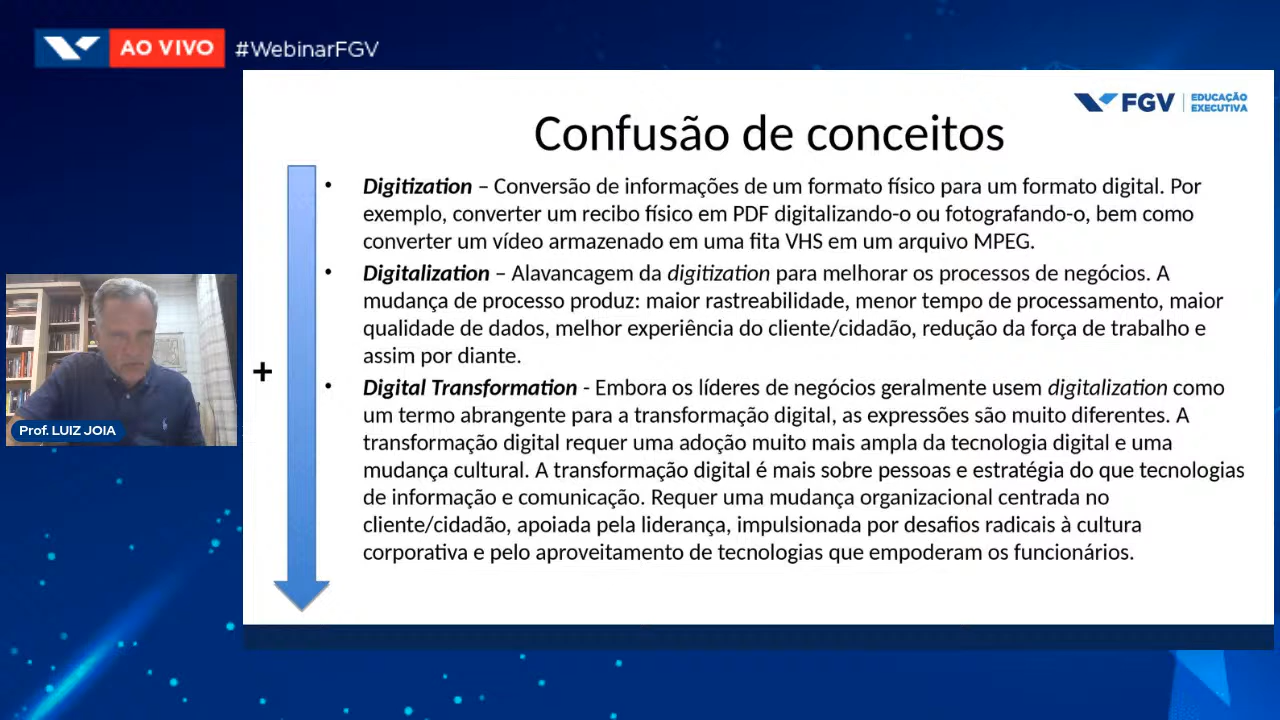 AO VIVO #WebinarFGV
FGV EDUCAÇÃO
EXECUTIVA
Confusão de conceitos
• Digitization – Conversão de informações de um formato físico para um formato digital. Por
exemplo, converter um recibo físico em PDF digitalizando-o ou fotografando-o, bem como
converter um vídeo armazenado em uma fita VHS em um arquivo MPEG.
• Digitalization – Alavancagem da digitization para melhorar os processos de negócios. A
mudança de processo produz: maior rastreabilidade, menor tempo de processamento, maior
qualidade de dados, melhor experiência do cliente/cidadão, redução da força de trabalho e
assim por diante.
• Digital Transformation - Embora os líderes de negócios geralmente usem digitalization como
um termo abrangente para a transformação digital, as expressões são muito diferentes. A
transformação digital requer uma adoção muito mais ampla da tecnologia digital e uma
mudança cultural. A transformação digital é mais sobre pessoas e estratégia do que tecnologias
de informação e comunicação. Requer uma mudança organizacional centrada no
cliente/cidadão, apoiada pela liderança, impulsionada por desafios radicais à cultura
corporativa e pelo aproveitamento de tecnologias que empoderam os funcionários.
+
Prof. LUIZ JOIA